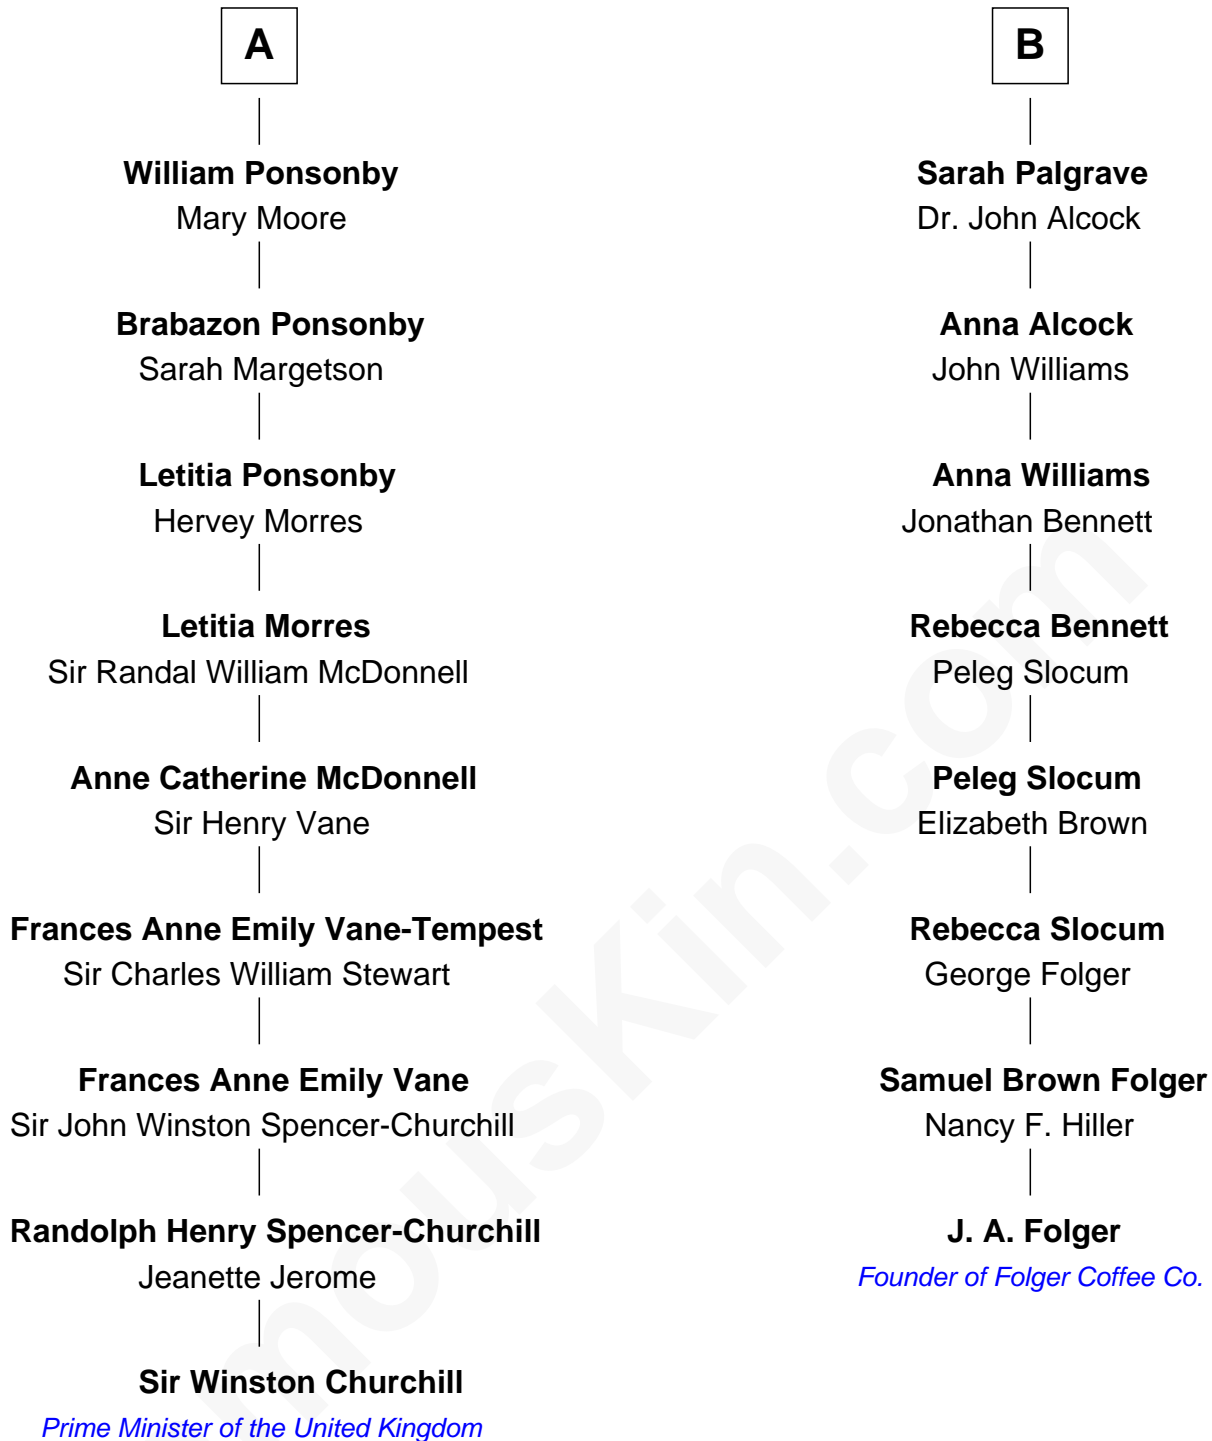 A
William Ponsonby
Mary Moore
Brabazon Ponsonby
Sarah Margetson
Letitia Ponsonby
Hervey Morres
Letitia Morres
Sir Randal William McDonnell
Anne Catherine McDonnell
Sir Henry Vane
Frances Anne Emily Vane-Tempest
Sir Charles William Stewart
Frances Anne Emily Vane
Sir John Winston Spencer-Churchill
Randolph Henry Spencer-Churchill
Jeanette Jerome
Sir Winston Churchill
Prime Minister of the United Kingdom
B
Sarah Palgrave
Dr. John Alcock
Anna Alcock
John Williams
Anna Williams
Jonathan Bennett
Rebecca Bennett
Peleg Slocum
Peleg Slocum
Elizabeth Brown
Rebecca Slocum
George Folger
Samuel Brown Folger
Nancy F. Hiller
J. A. Folger
Founder of Folger Coffee Co.
mousKin.com